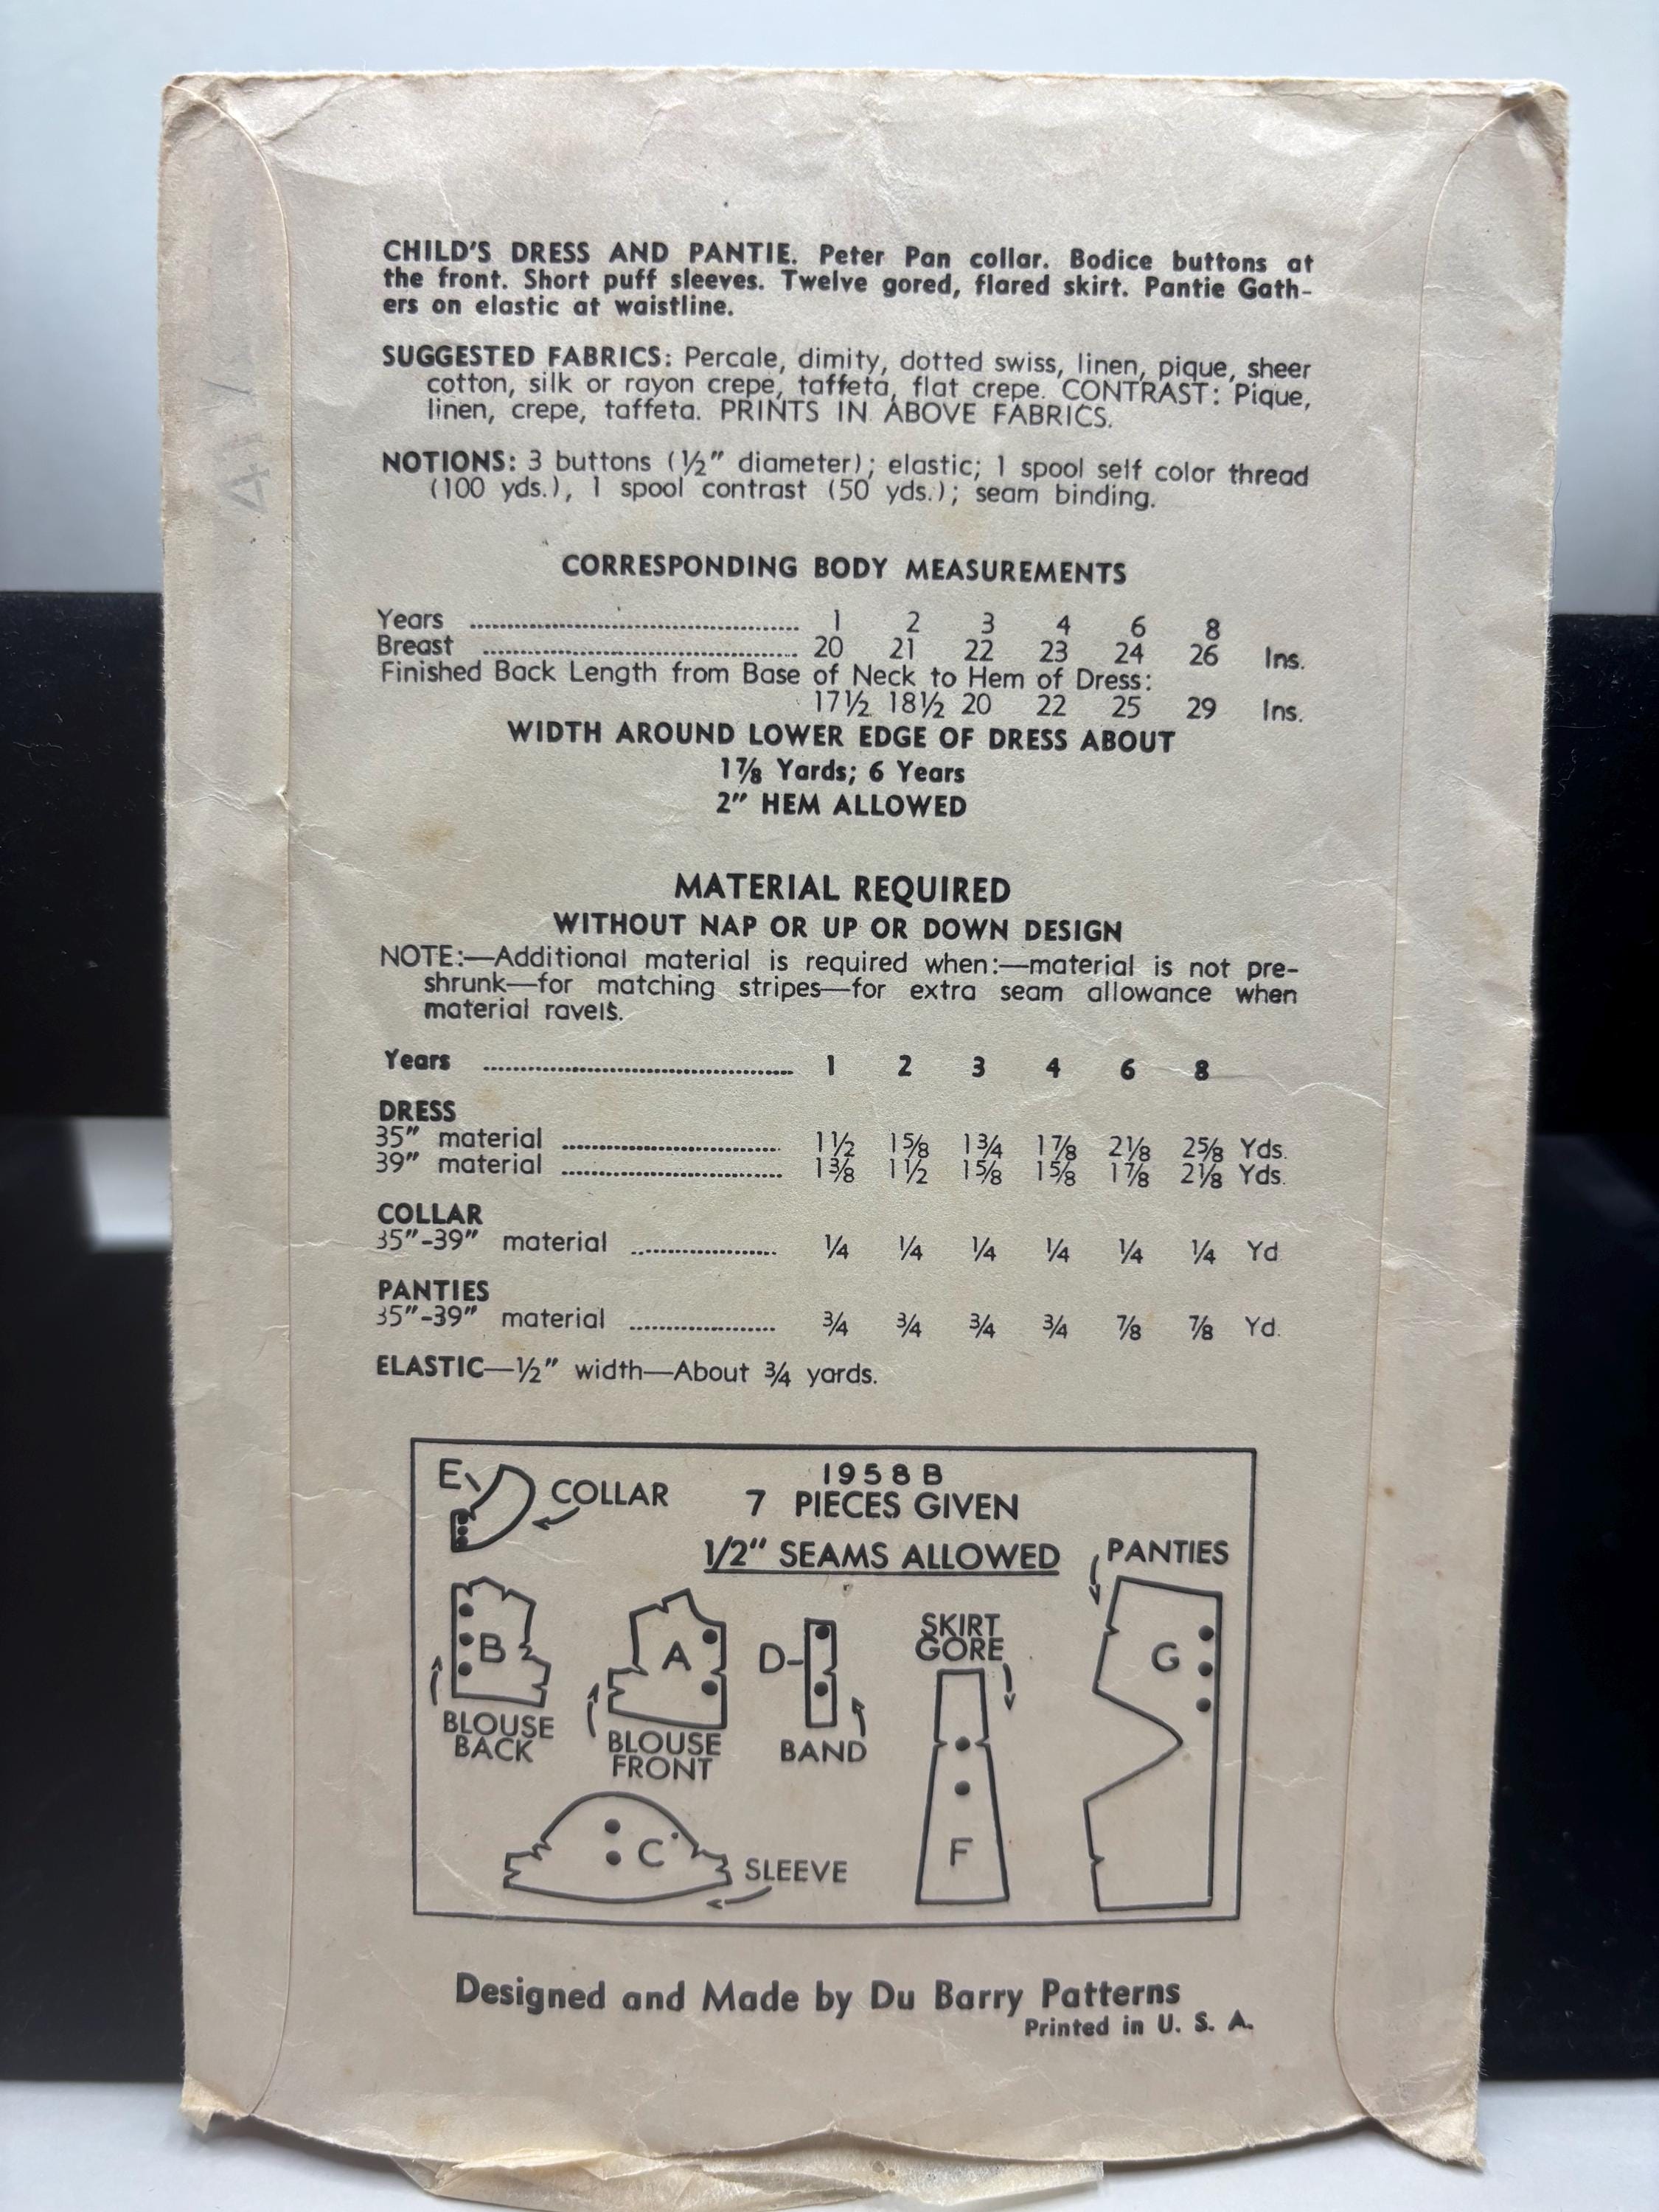 CHILD'S DRESS AND PANTIE. Peter Pan collar. Bodice buttons at
the front. Short puff sleeves. Twelve gored, flared skirt. Pantie Gath-
ers on elastic at waistline.
SUGGESTED FABRICS: Percale, dimity, dotted swiss, linen, pique, sheer
cotton, silk or rayon crepe, taffeta, flat crepe. CONTRAST: Pique,
linen, crepe, taffeta. PRINTS IN ABOVE FABRICS.
NOTIONS: 3 buttons (½" diameter); elastic; 1 spool self color thread
(100 yds.), 1 spool contrast (50 yds.); seam binding.
CORRESPONDING BODY MEASUREMENTS
Years ........................................ 1 2 3 4 6 8
Breast ........................................ 20 21 22 23 24 26 Ins.
Finished Back Length from Base of Neck to Hem of Dress:
17½ 18½ 20 22 25 29 Ins.
WIDTH AROUND LOWER EDGE OF DRESS ABOUT
1⅞ Yards; 6 Years
2" HEM ALLOWED
MATERIAL REQUIRED
WITHOUT NAP OR UP OR DOWN DESIGN
NOTE:—Additional material is required when:—material is not pre-
shrunk—for matching stripes—for extra seam allowance when
material ravels.
Years ........................................ 1 2 3 4 6 8
DRESS
35" material ............................ 1½ 1⅝ 1¾ 1⅞ 2⅛ 2⅝ Yds.
39" material ............................ 1⅜ 1½ 1⅝ 1⅝ 1⅞ 2⅛ Yds.
COLLAR
35"-39" material .................. ¼ ¼ ¼ ¼ ¼ ¼ Yd
PANTIES
35"-39" material .................. ¾ ¾ ¾ ¾ ⅞ ⅞ Yd.
ELASTIC—½" width—About ¾ yards.
1958 B
7 PIECES GIVEN
1/2" SEAMS ALLOWED
E
COLLAR
PANTIES
B
BLOUSE
BACK
A
BLOUSE
FRONT
D
BAND
SKIRT
GORE
G
C
SLEEVE
F
Designed and Made by Du Barry Patterns
Printed in U. S. A.